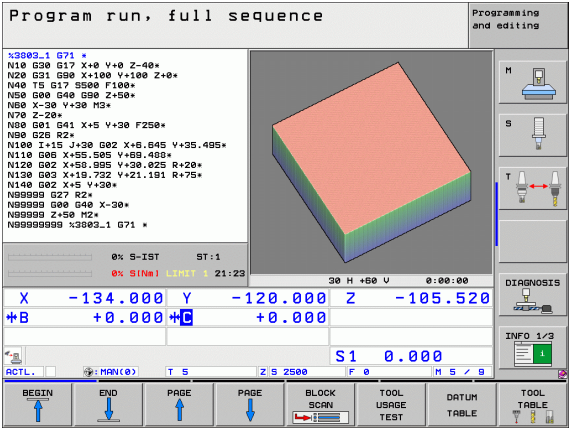 Program run, full sequence
Programming
and editing
%3803_1 G71 *
N10 G30 G17 X+0 Y+0 Z-40*
N20 G31 G90 X+100 Y+100 Z+0*
N40 T5 G17 S500 F100*
N50 G00 G40 G90 Z+50*
N60 X-30 Y+30 M3*
N70 Z-20*
N80 G01 G41 X+5 Y+30 F250*
N90 G26 R2*
N100 I+15 J+30 G02 X+6.645 Y+35.495*
N110 G06 X+55.505 Y+69.488*
N120 G02 X+58.995 Y+30.025 R+20*
N130 G03 X+19.732 Y+21.191 R+75*
N140 G02 X+5 Y+30*
N99999 G27 R2*
N99999 G00 G40 X-30*
N99999 Z+50 M2*
N99999999 %3803_1 G71 *
0% S-IST ST:1
0% S[Nm] LIMIT 1 21:23
30 H +60 V 0:00:00
M
S
T
DIAGNOSIS
INFO 1/3
i
X -134.000 Y -120.000 Z -105.520
B +0.000 C +0.000
S1 0.000
ACTL. :MAN(0) T 5 Z S 2500 F 0 M 5 / 9
BEGIN
END
PAGE
PAGE
BLOCK
SCAN
TOOL
USAGE
TEST
DATUM
TABLE
TOOL
TABLE